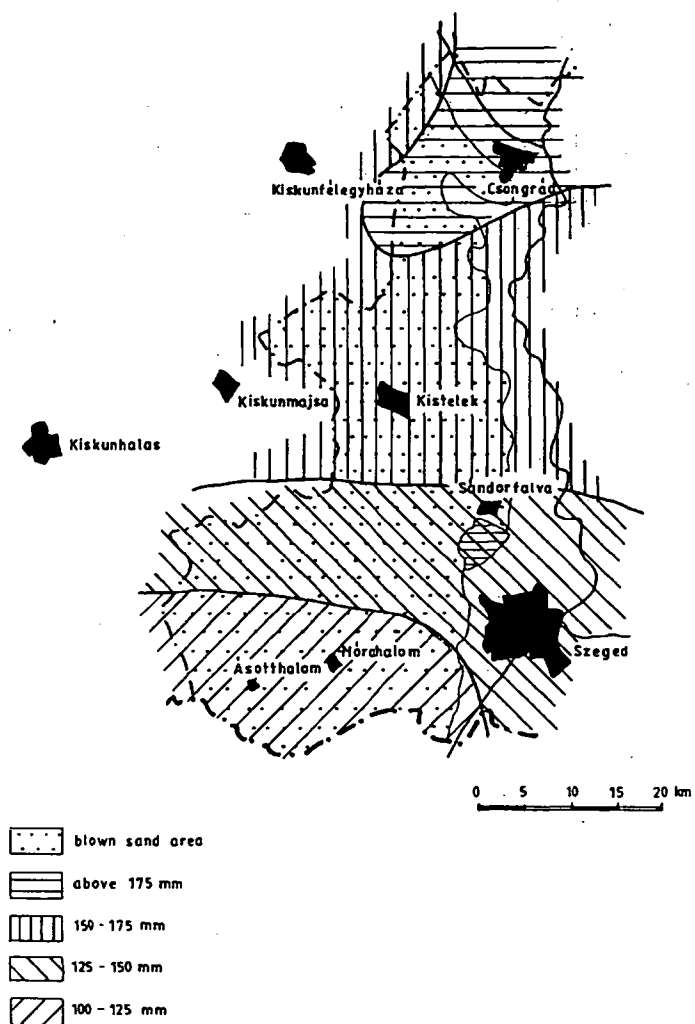 Kiskunfélegyháza
Csongrád
Kiskunmajsa
Kistelek
Kiskunhalas
Sándorfalva
Szeged
Mórahalom
Ásotthalom
0 5 10 15 20 km
blown sand area
above 175 mm
150 - 175 mm
125 - 150 mm
100 - 125 mm